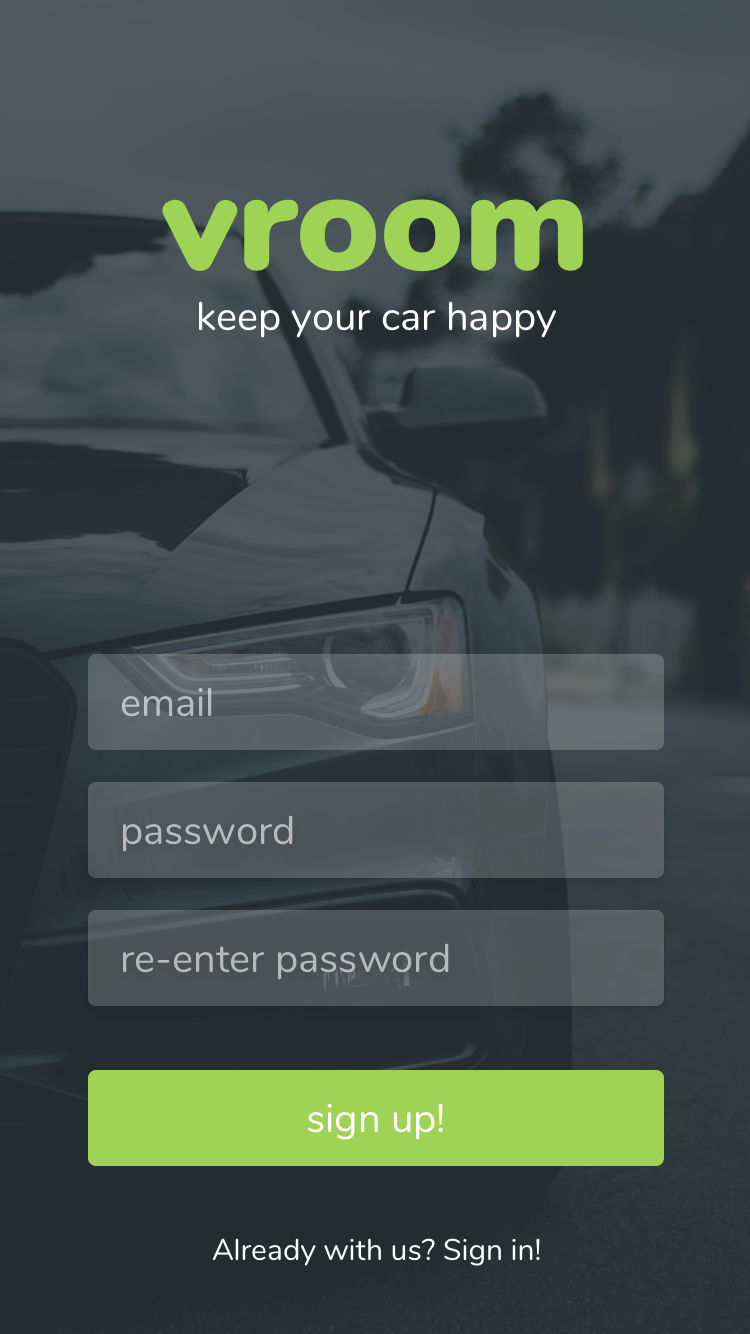 vroom
keep your car happy
email
password
re-enter password
sign up!
Already with us? Sign in!